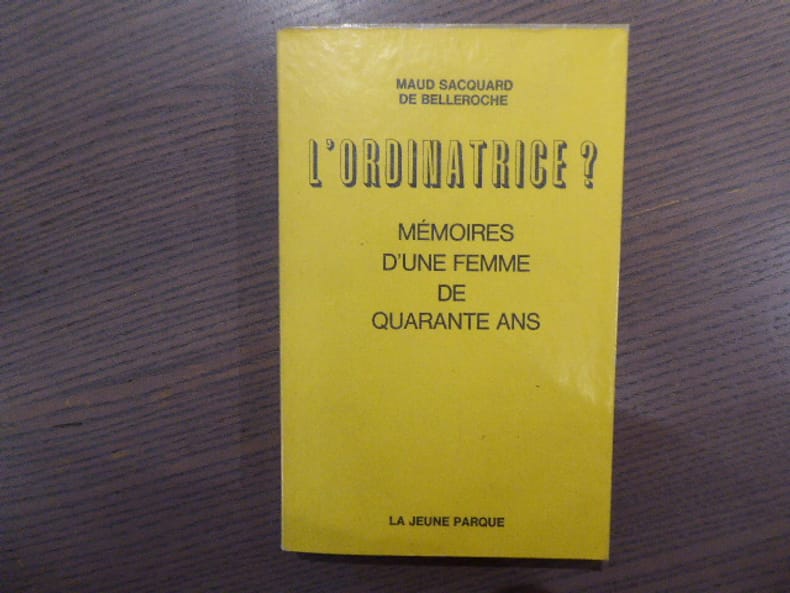 MAUD SACQUARD
DE BELLEROCHE
L'ORDINATRICE ?
MÉMOIRES
D'UNE FEMME
DE
QUARANTE ANS
LA JEUNE PARQUE